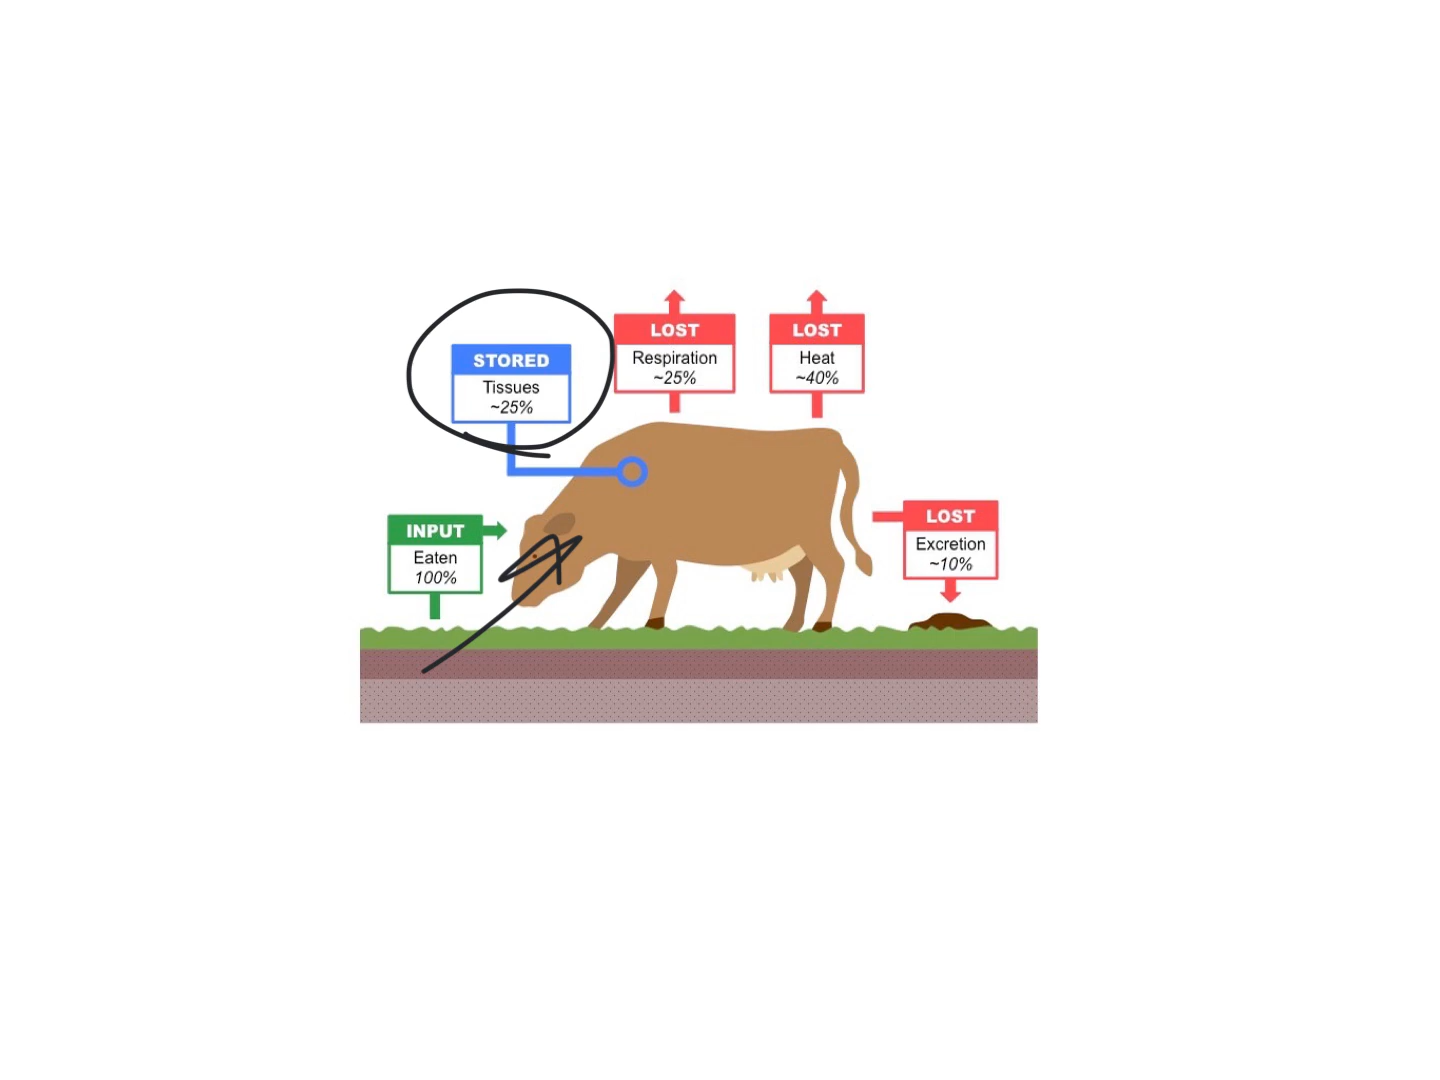 STORED
Tissues
~25%
LOST
Respiration
~25%
LOST
Heat
~40%
INPUT
Eaten
100%
LOST
Excretion
~10%